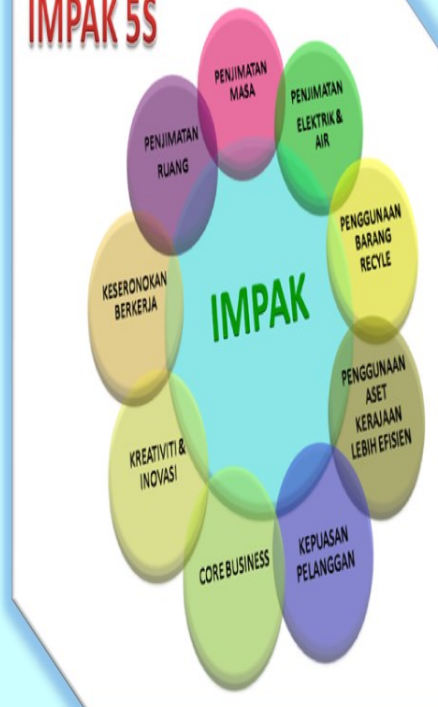 IMPAK 5S
PENJIMATAN
MASA
PENJIMATAN
ELEKTRIK &
AIR
PENGGUNAAN
BARANG
RECYLE
PENGGUNAAN
ASET
KERAJAAN
LEBIH EFISIEN
KEPUASAN
PELANGGAN
CORE BUSINESS
KREATIVITI &
INOVASI
KESERONOKAN
BERKERJA
PENJIMATAN
RUANG
IMPAK